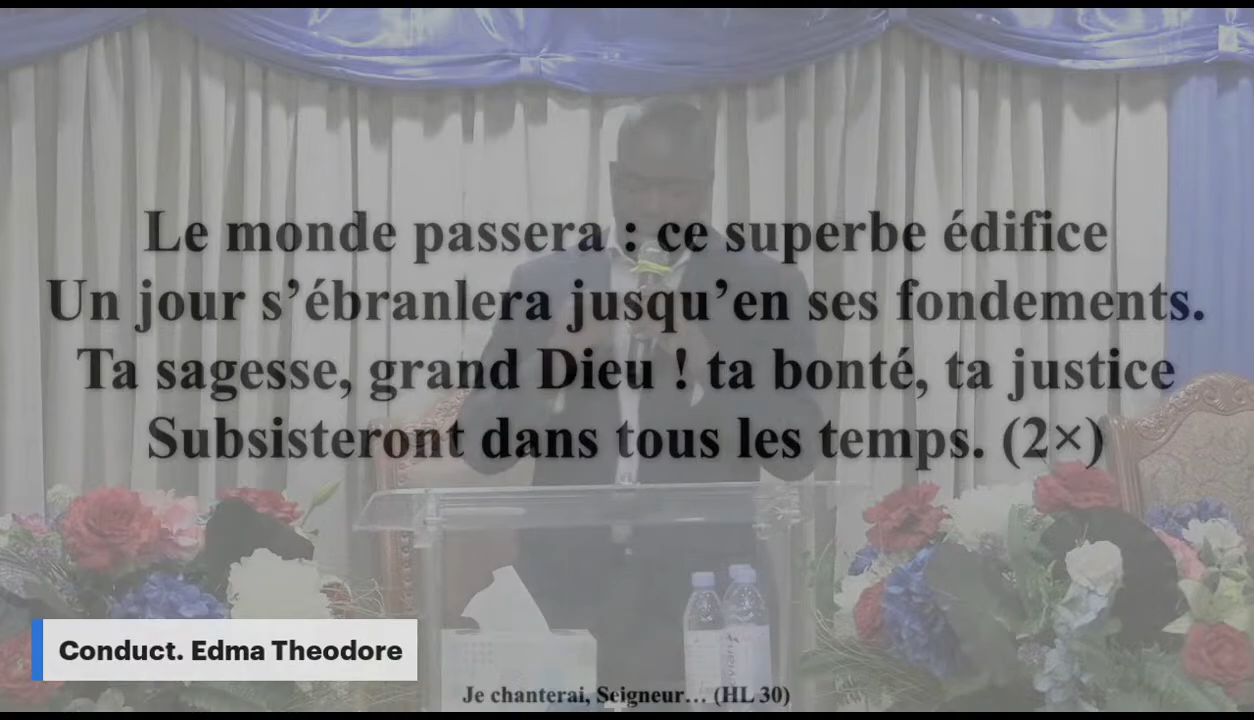 Le monde passera : ce superbe édifice
Un jour s’ébranlera jusqu’en ses fondements.
Ta sagesse, grand Dieu ! ta bonté, ta justice
Subsisteront dans tous les temps. (2×)
evian
Conduct. Edma Theodore
Je chanterai, Seigneur… (HL 30)